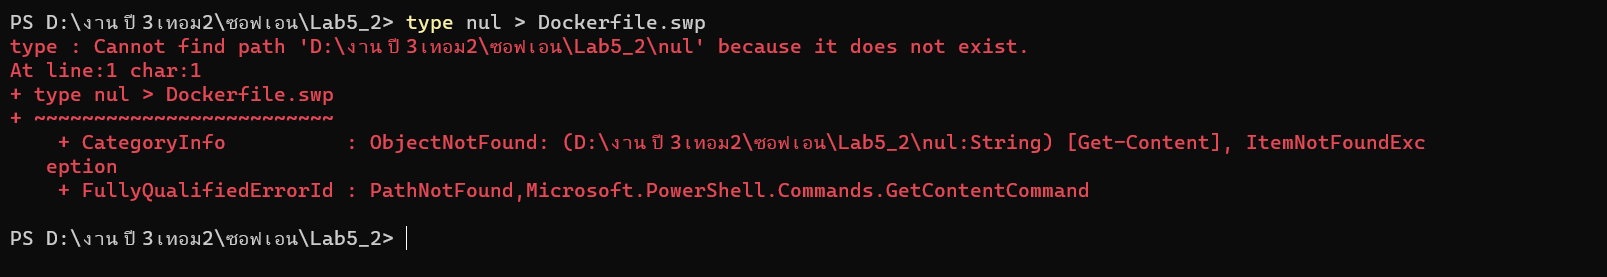 PS D:\งาน ปี 3เทอม2\ซอฟเอน\Lab5_2> type nul > Dockerfile.swp
type : Cannot find path 'D:\งาน ปี 3เทอม2\ซอฟเอน\Lab5_2\nul' because it does not exist.
At line:1 char:1
+ type nul > Dockerfile.swp
+ ~~~~~~~~~~~~~~~~~~~~~~~~~
    + CategoryInfo          : ObjectNotFound: (D:\งาน ปี 3เทอม2\ซอฟเอน\Lab5_2\nul:String) [Get-Content], ItemNotFoundExc
   eption
    + FullyQualifiedErrorId : PathNotFound,Microsoft.PowerShell.Commands.GetContentCommand
PS D:\งาน ปี 3เทอม2\ซอฟเอน\Lab5_2>